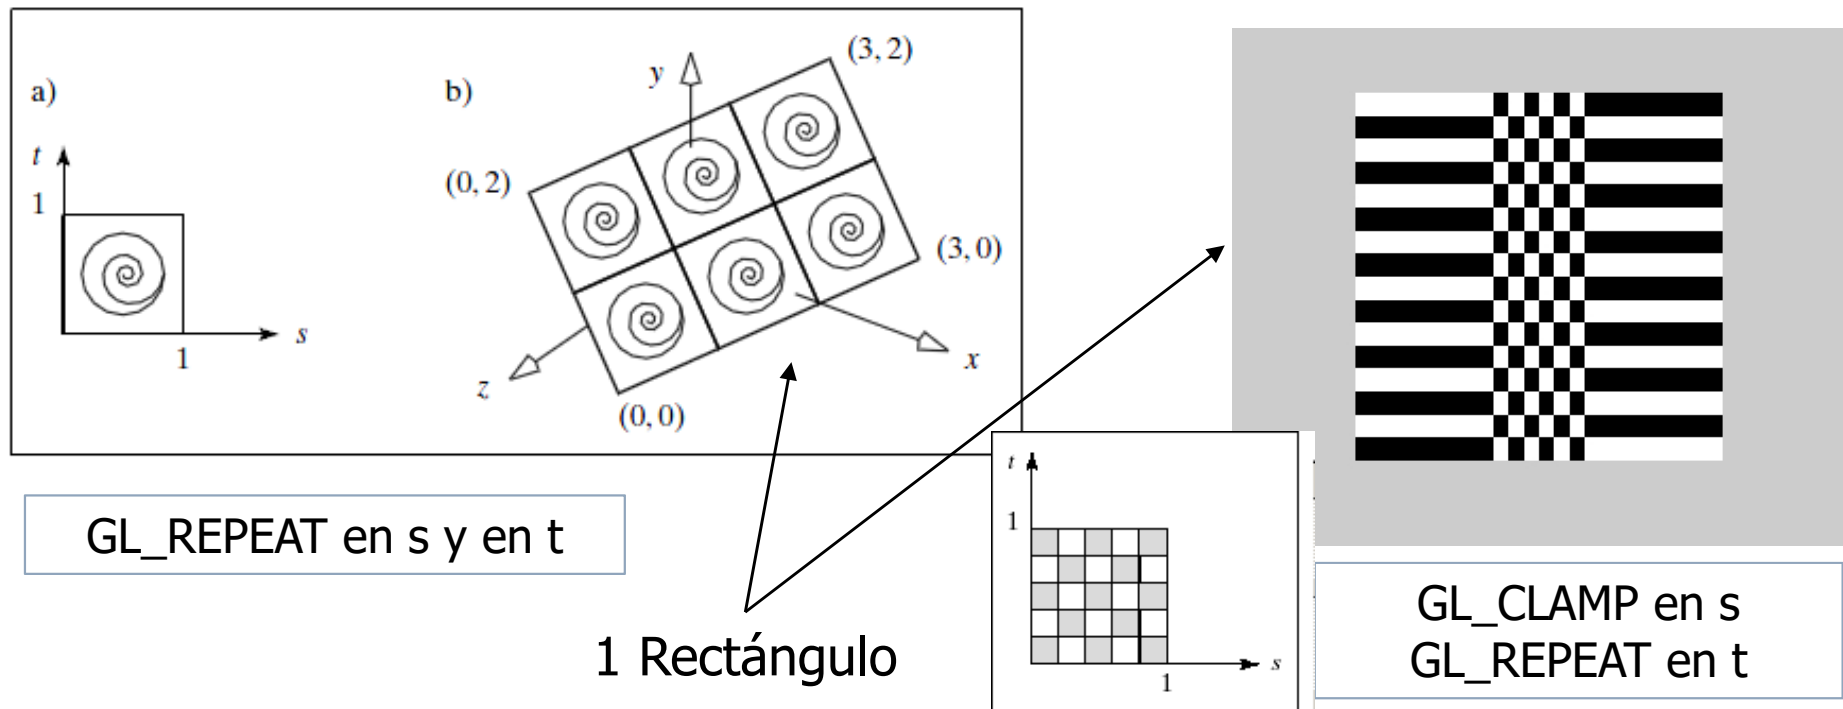 a)
t
1
1
s
b)
y
(3, 2)
(0, 2)
(3, 0)
x
z
(0, 0)
GL_REPEAT en s y en t
1 Rectángulo
t
1
1
s
GL_CLAMP en s
GL_REPEAT en t